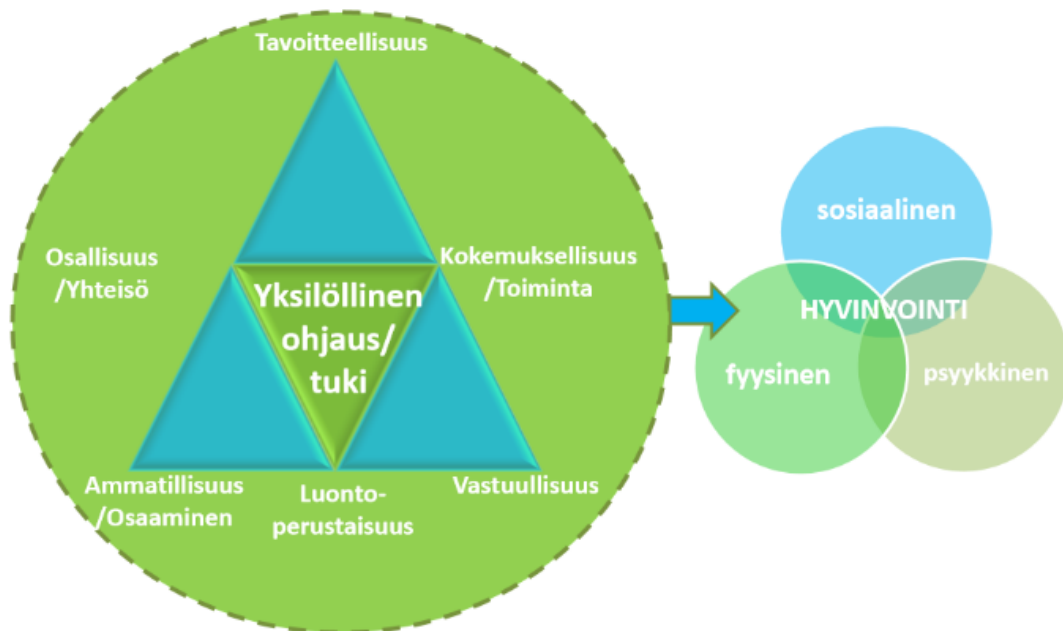 Tavoitteellisuus
Osallisuus
/Yhteisö
Kokemuksellisuus
/Toiminta
Yksilöllinen
ohjaus/
tuki
Ammatillisuus
/Osaaminen
Luonto-
perustaisuus
Vastuullisuus
sosiaalinen
HYVINVOINTI
fyysinen
psyykkinen